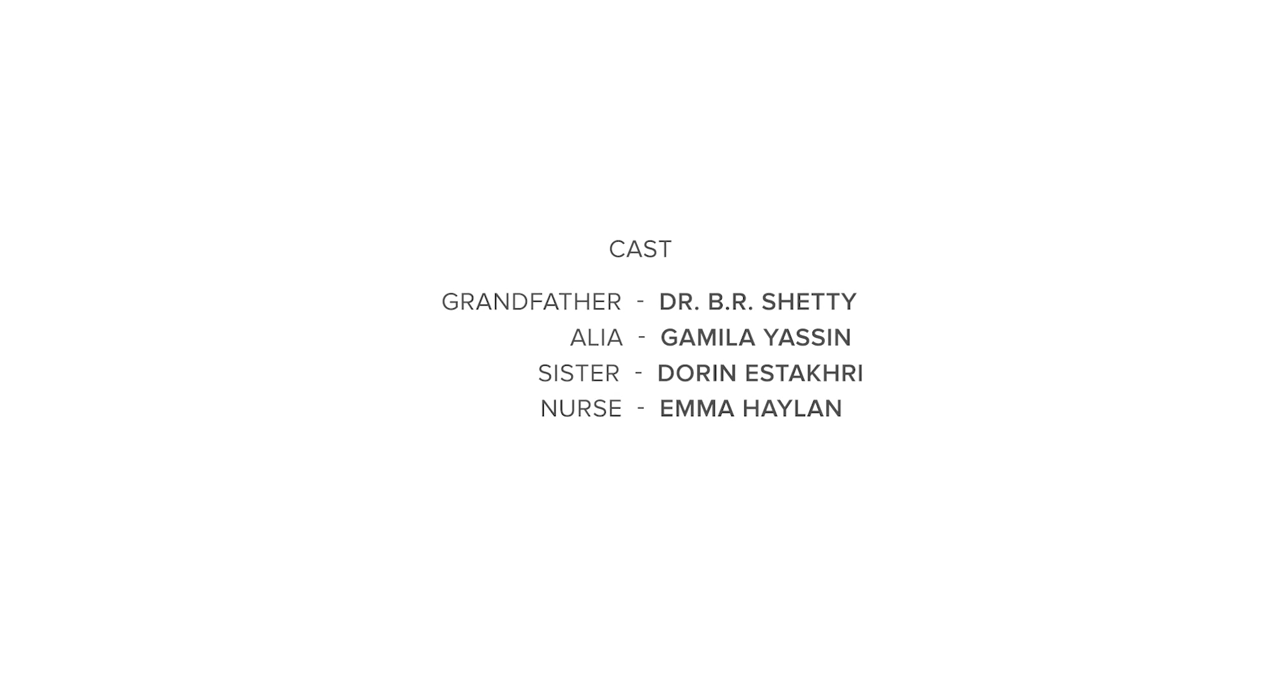 CAST
GRANDFATHER - DR. B.R. SHETTY
ALIA - GAMILA YASSIN
SISTER - DORIN ESTAKHRI
NURSE - EMMA HAYLAN